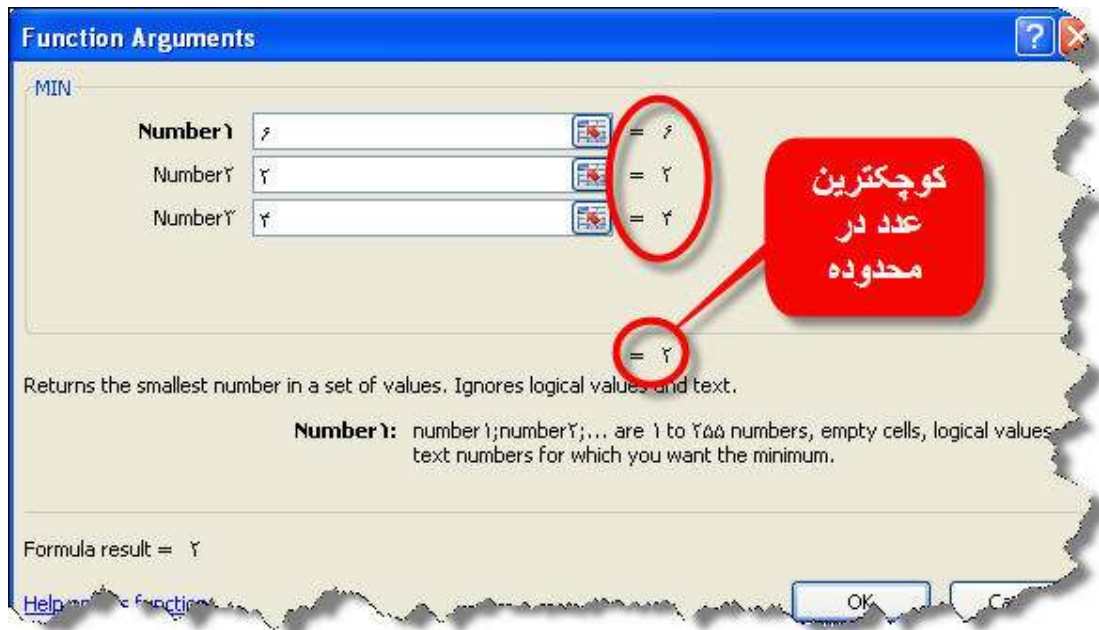 Function Arguments
MIN
Number۱ ۶ = ۶
Number۲ ۲ = ۲
Number۳ ۴ = ۴
کوچکترین
عدد در
محدوده
= ۲
Returns the smallest number in a set of values. Ignores logical values and text.
Number۱: number۱;number۲;... are ۱ to ۲۵۵ numbers, empty cells, logical values
text numbers for which you want the minimum.
Formula result = ۲
Help function
OK